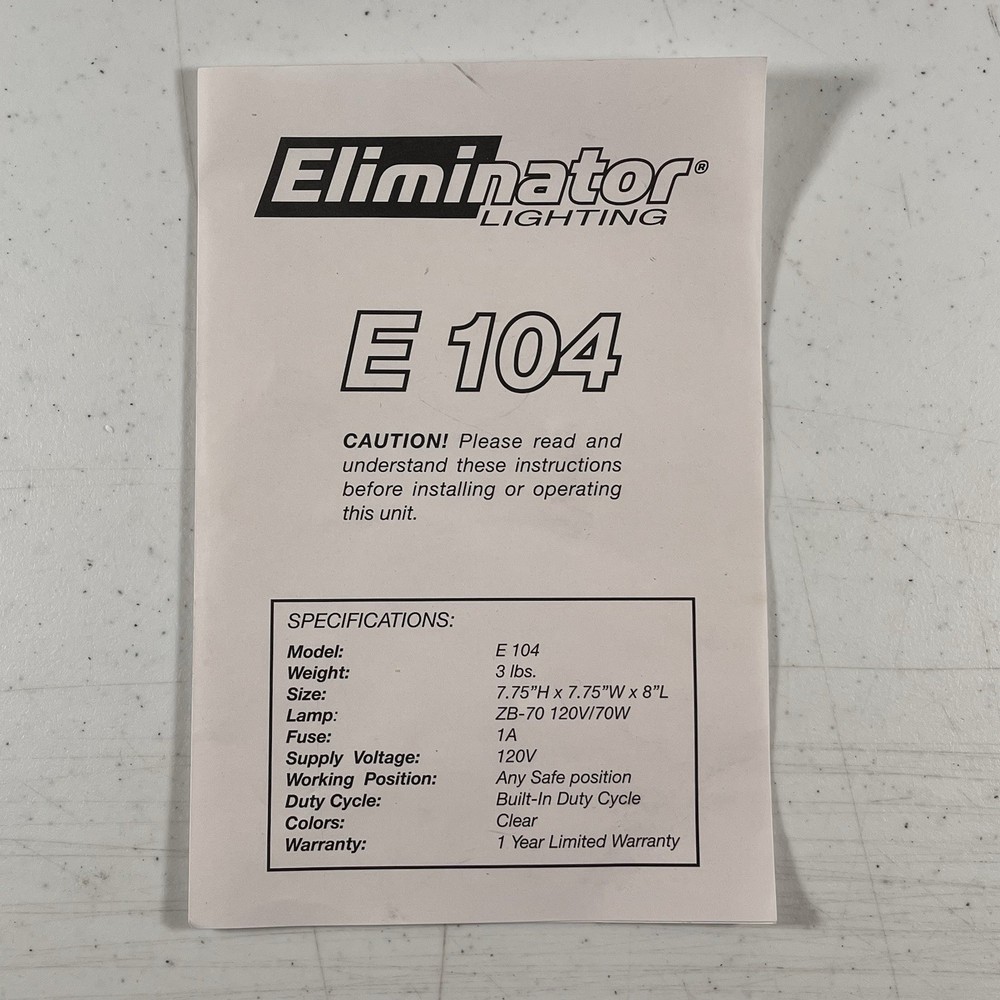 Eliminator®
LIGHTING
E 104
CAUTION! Please read and
understand these instructions
before installing or operating
this unit.
SPECIFICATIONS:
Model: E 104
Weight: 3 lbs.
Size: 7.75”H x 7.75”W x 8”L
Lamp: ZB-70 120V/70W
Fuse: 1A
Supply Voltage: 120V
Working Position: Any Safe position
Duty Cycle: Built-In Duty Cycle
Colors: Clear
Warranty: 1 Year Limited Warranty